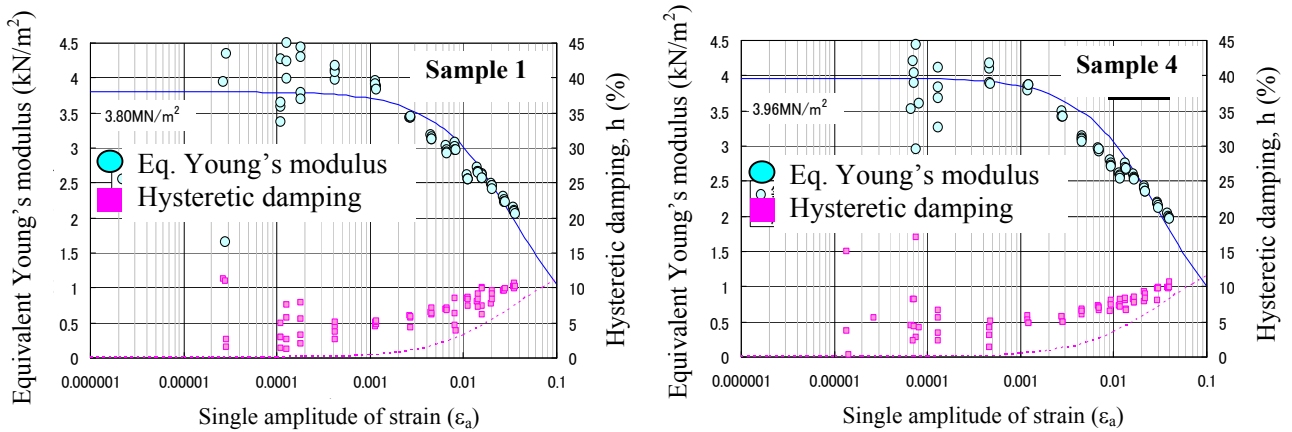 Equivalent Young's modulus (kN/m²)
4.5
4
3.5
3
2.5
2
1.5
1
0.5
0
Sample 1
3.80MN/m²
Eq. Young's modulus
Hysteretic damping
45
40
35
30
25
20
15
10
5
0
Hysteretic damping, h (%)
0.000001 0.00001 0.0001 0.001 0.01 0.1
Single amplitude of strain (εa)
Equivalent Young's modulus (kN/m²)
4.5
4
3.5
3
2.5
2
1.5
1
0.5
0
Sample 4
3.96MN/m²
Eq. Young's modulus
Hysteretic damping
45
40
35
30
25
20
15
10
5
0
Hysteretic damping, h (%)
0.000001 0.00001 0.0001 0.001 0.01 0.1
Single amplitude of strain (εa)